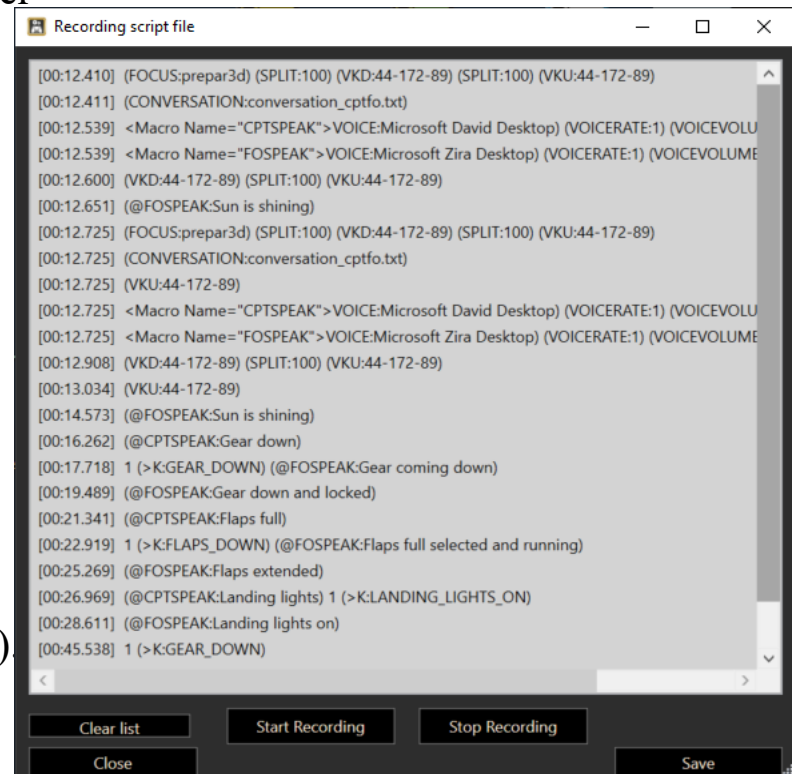 Recording script file
[00:12.410] (FOCUS:prepar3d) (SPLIT:100) (VKD:44-172-89) (SPLIT:100) (VKU:44-172-89)
[00:12.411] (CONVERSATION:conversation_cptfo.txt)
[00:12.539] <Macro Name="CPTSPEAK">VOICE:Microsoft David Desktop) (VOICERATE:1) (VOICEVOLU
[00:12.539] <Macro Name="FOSPEAK">VOICE:Microsoft Zira Desktop) (VOICERATE:1) (VOICEVOLUME
[00:12.600] (VKD:44-172-89) (SPLIT:100) (VKU:44-172-89)
[00:12.651] (@FOSPEAK:Sun is shining)
[00:12.725] (FOCUS:prepar3d) (SPLIT:100) (VKD:44-172-89) (SPLIT:100) (VKU:44-172-89)
[00:12.725] (CONVERSATION:conversation_cptfo.txt)
[00:12.725] (VKU:44-172-89)
[00:12.725] <Macro Name="CPTSPEAK">VOICE:Microsoft David Desktop) (VOICERATE:1) (VOICEVOLU
[00:12.725] <Macro Name="FOSPEAK">VOICE:Microsoft Zira Desktop) (VOICERATE:1) (VOICEVOLUME
[00:12.908] (VKD:44-172-89) (SPLIT:100) (VKU:44-172-89)
[00:13.034] (VKU:44-172-89)
[00:14.573] (@FOSPEAK:Sun is shining)
[00:16.262] (@CPTSPEAK:Gear down)
[00:17.718] 1 (>K:GEAR_DOWN) (@FOSPEAK:Gear coming down)
[00:19.489] (@FOSPEAK:Gear down and locked)
[00:21.341] (@CPTSPEAK:Flaps full)
[00:22.919] 1 (>K:FLAPS_DOWN) (@FOSPEAK:Flaps full selected and running)
[00:25.269] (@FOSPEAK:Flaps extended)
[00:26.969] (@CPTSPEAK:Landing lights) 1 (>K:LANDING_LIGHTS_ON)
[00:28.611] (@FOSPEAK:Landing lights on)
[00:45.538] 1 (>K:GEAR_DOWN)
Clear list Start Recording Stop Recording
Close Save